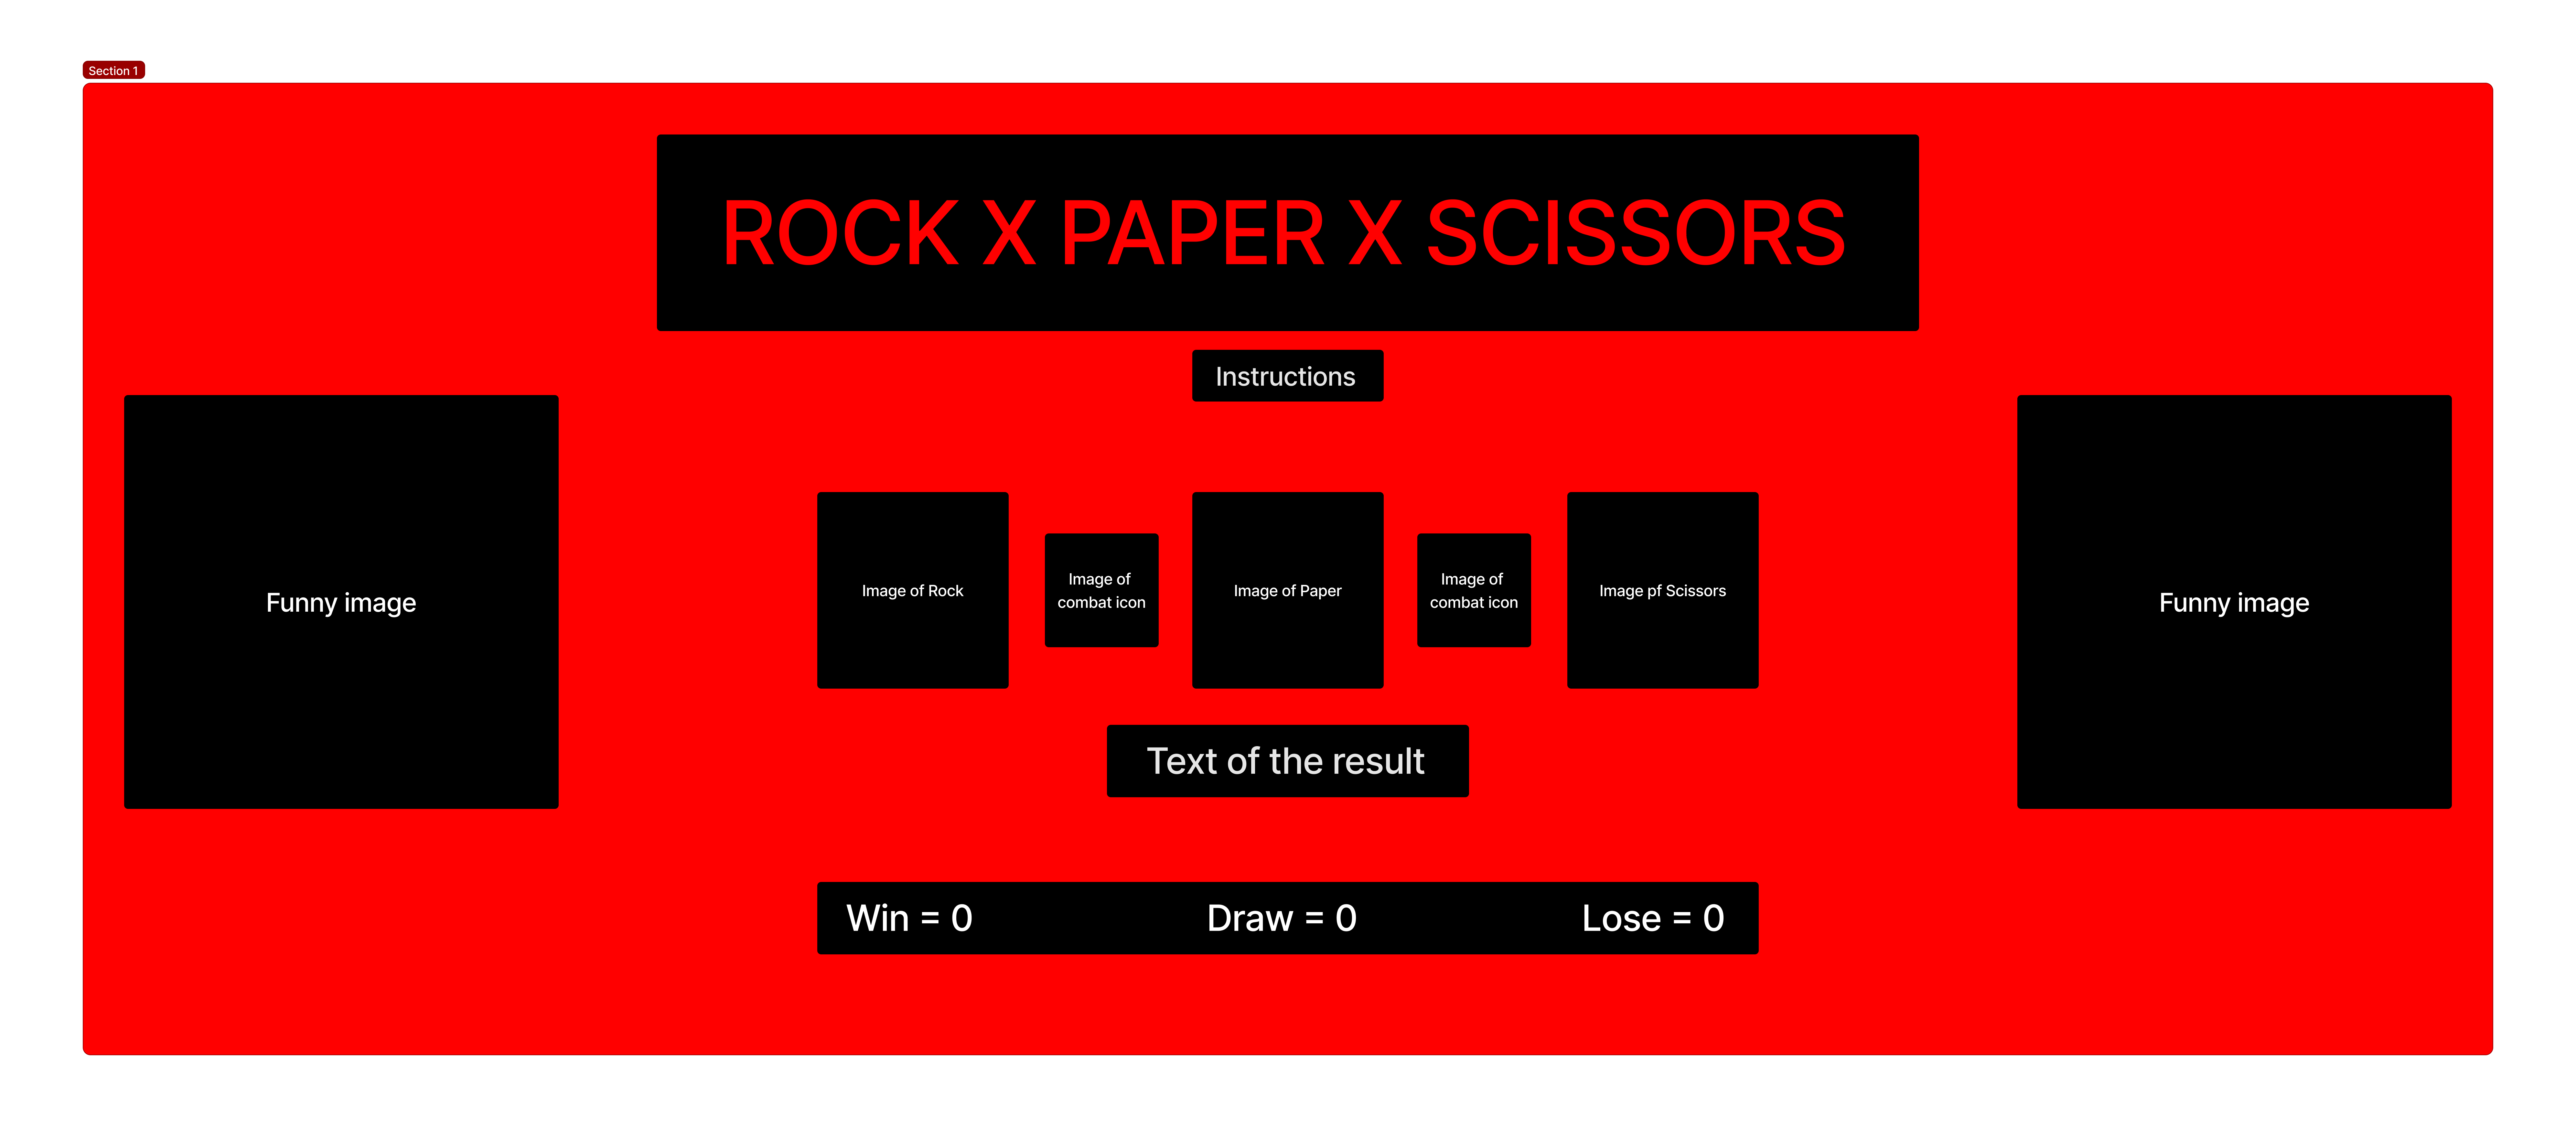 Section 1
ROCK X PAPER X SCISSORS
Instructions
Funny image
Image of Rock
Image of
combat icon
Image of Paper
Image of
combat icon
Image pf Scissors
Funny image
Text of the result
Win = 0
Draw = 0
Lose = 0